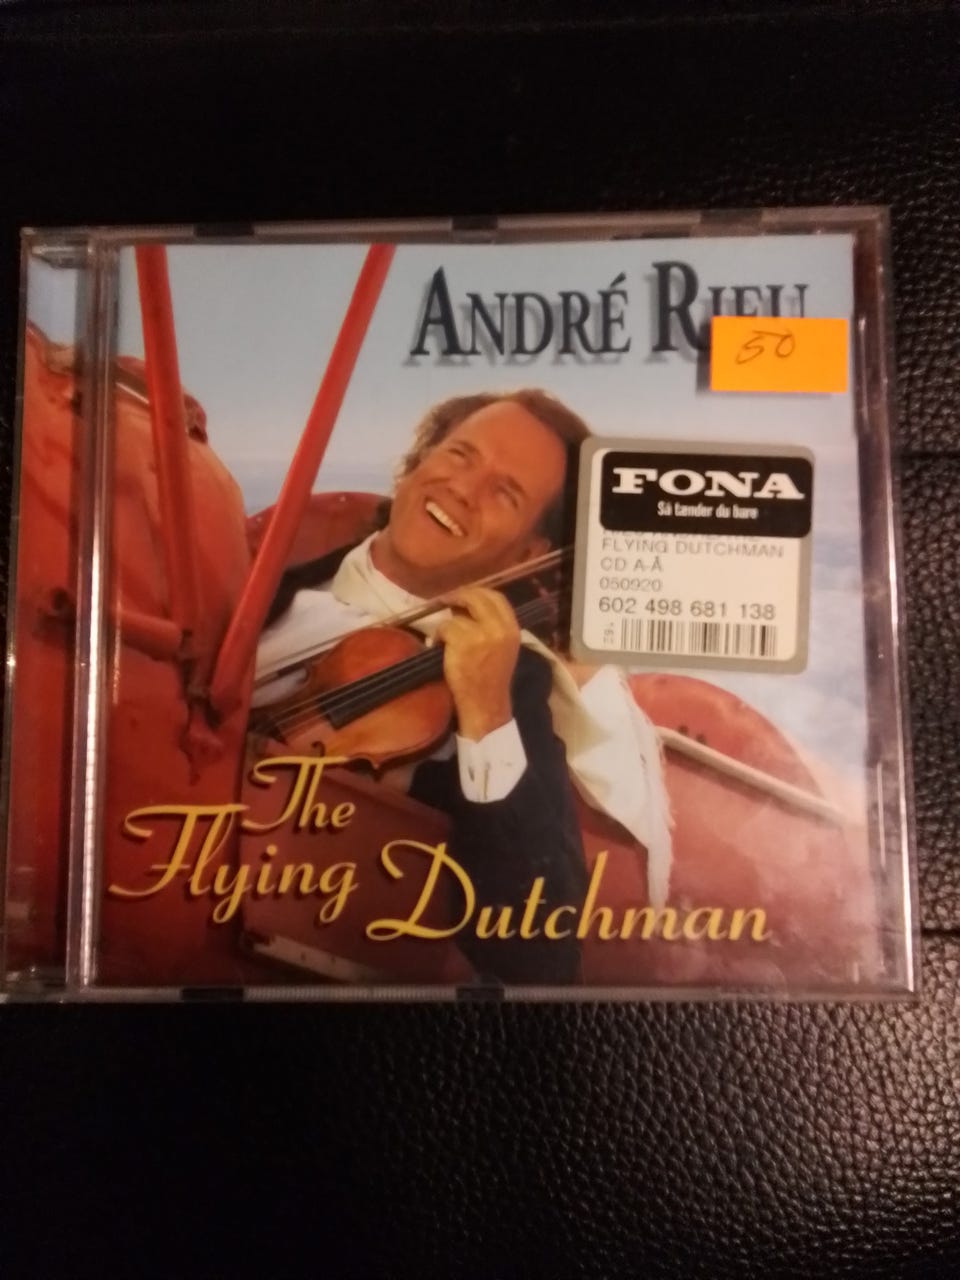 ANDRÉ RIEU
50
FONA
Så tænder du bare
FLYING DUTCHMAN
CD A-Å
050920
602 498 681 138
162
The
Flying Dutchman